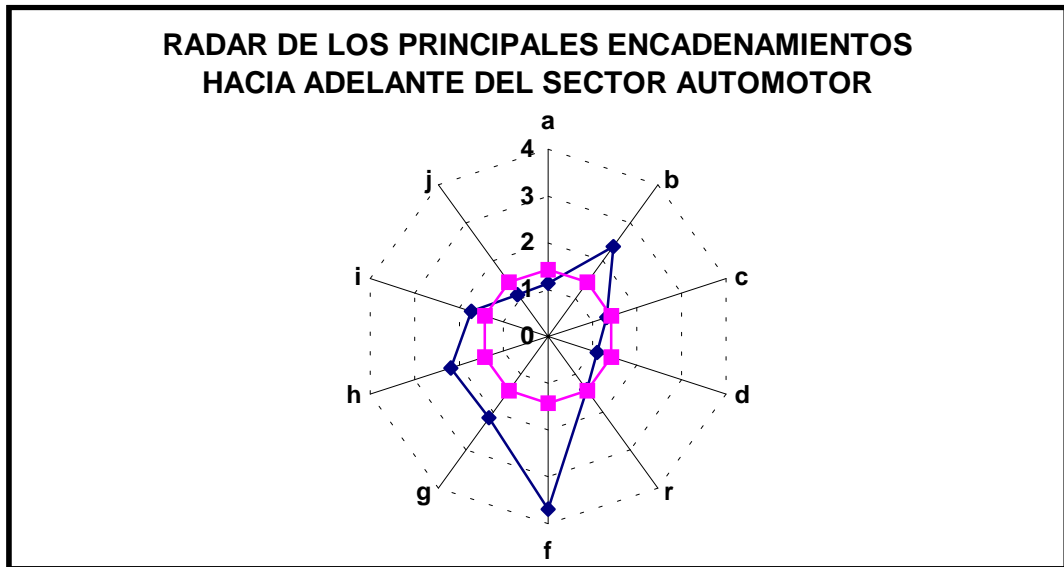 RADAR DE LOS PRINCIPALES ENCADENAMIENTOS
HACIA ADELANTE DEL SECTOR AUTOMOTOR
a
4
j
b
3
2
i
c
1
0
h
d
g
r
f